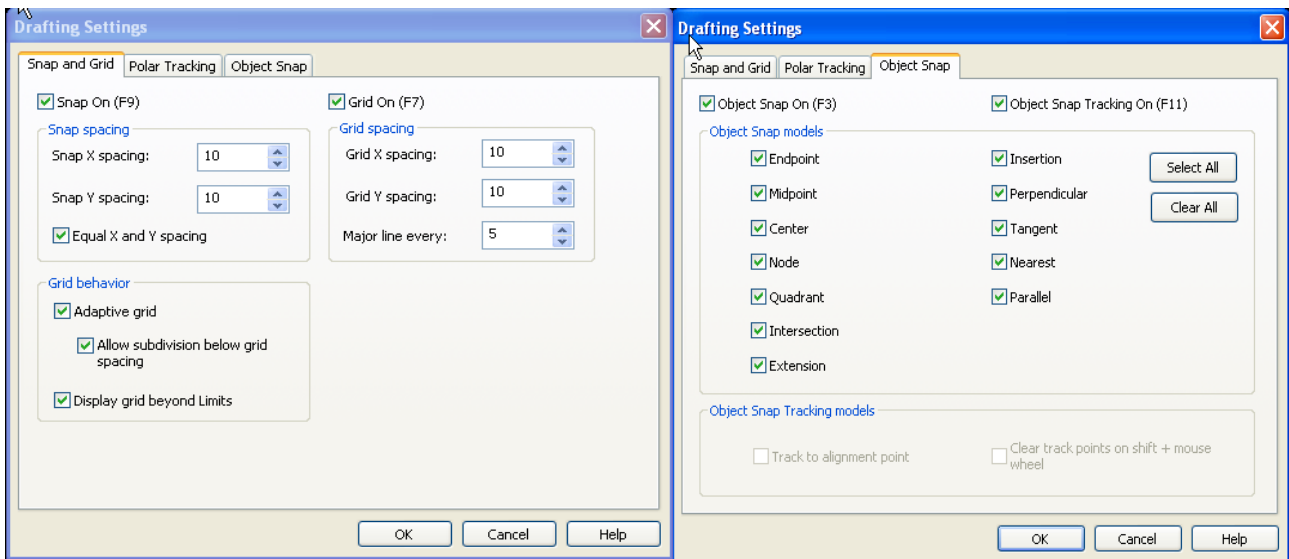 Drafting Settings
Snap and Grid Polar Tracking Object Snap
Snap On (F9) Grid On (F7)
Snap spacing
Snap X spacing: 10
Snap Y spacing: 10
Equal X and Y spacing
Grid spacing
Grid X spacing: 10
Grid Y spacing: 10
Major line every: 5
Grid behavior
Adaptive grid
Allow subdivision below grid
spacing
Display grid beyond Limits
OK Cancel Help
Drafting Settings
Snap and Grid Polar Tracking Object Snap
Object Snap On (F3) Object Snap Tracking On (F11)
Object Snap models
Endpoint Insertion Select All
Midpoint Perpendicular Clear All
Center Tangent
Node Nearest
Quadrant Parallel
Intersection
Extension
Object Snap Tracking models
Track to alignment point
Clear track points on shift + mouse
wheel
OK Cancel Help